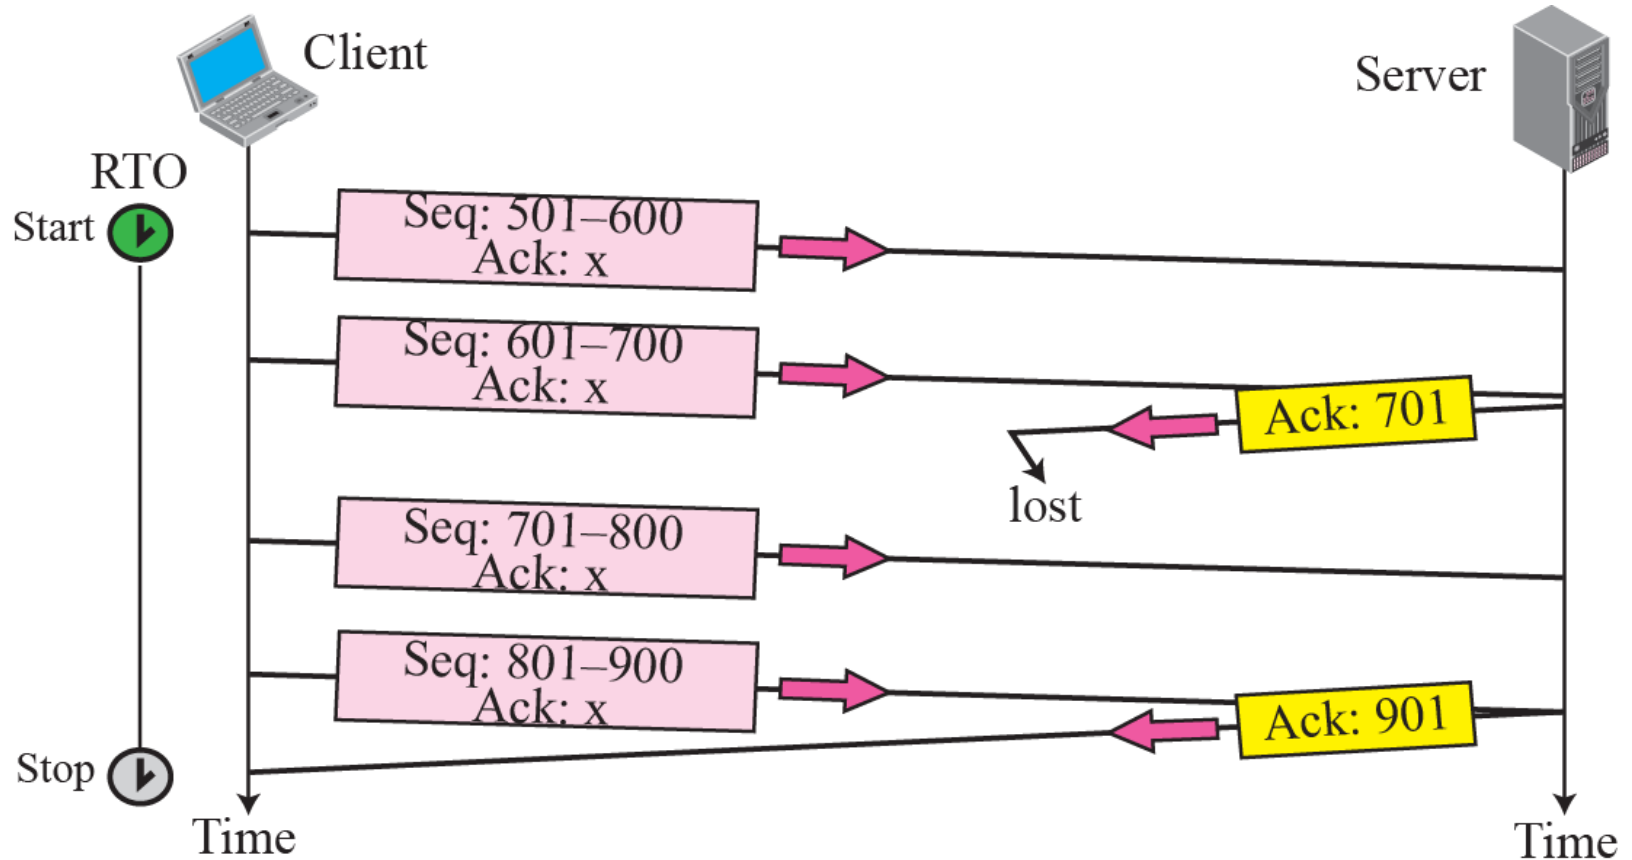 Client
Server
RTO
Start
Seq: 501–600
Ack: x
Seq: 601–700
Ack: x
Ack: 701
lost
Seq: 701–800
Ack: x
Seq: 801–900
Ack: x
Ack: 901
Stop
Time
Time